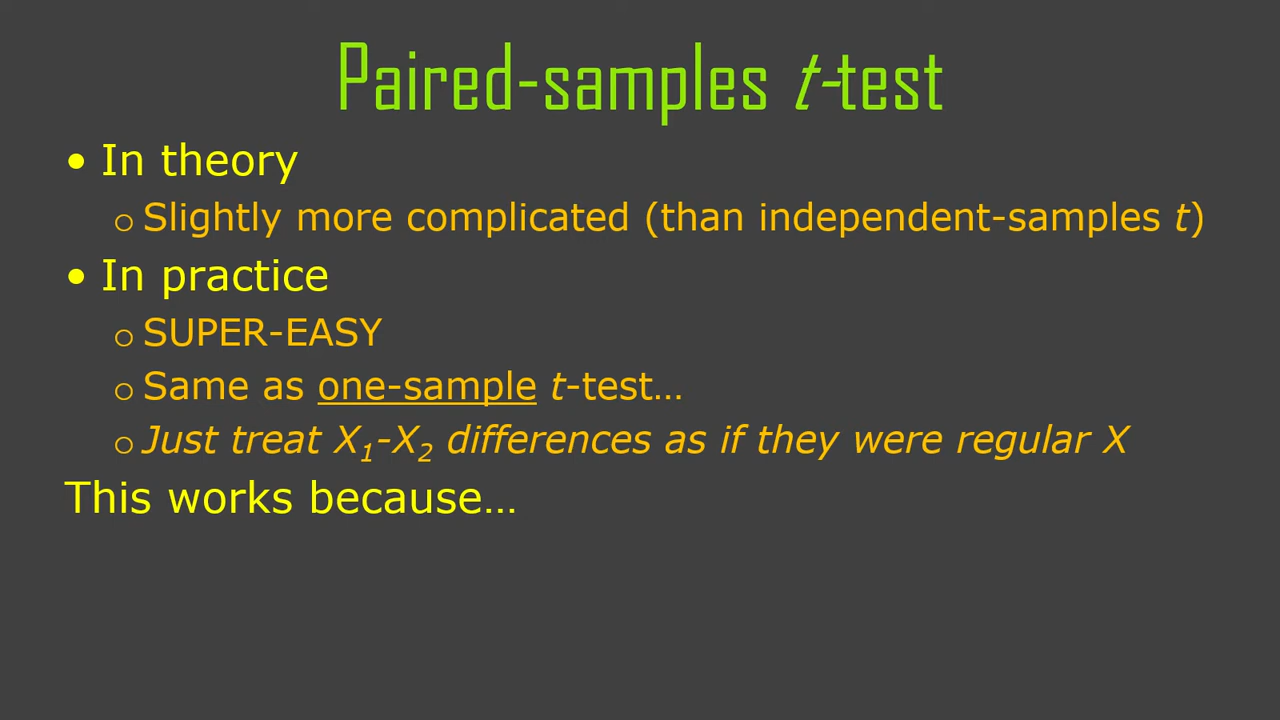 Paired-samples t-test
• In theory
o Slightly more complicated (than independent-samples t)
• In practice
o SUPER-EASY
o Same as one-sample t-test…
o Just treat X₁-X₂ differences as if they were regular X
This works because…